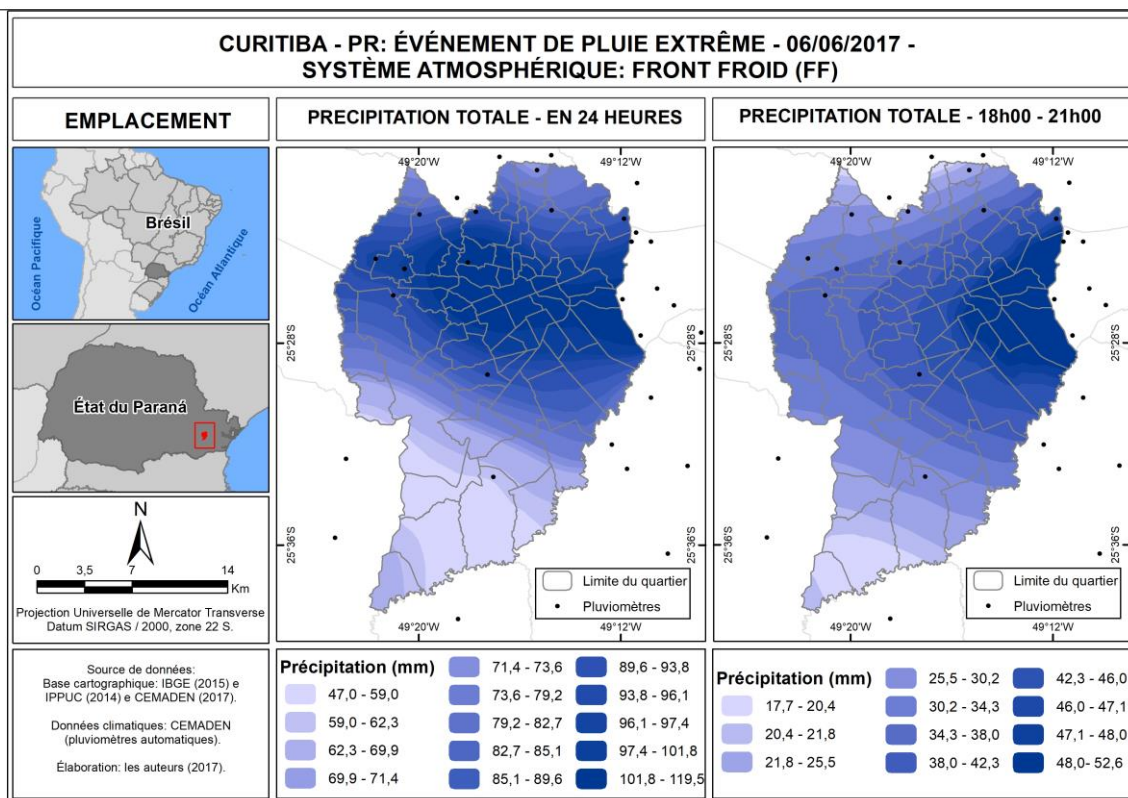 CURITIBA - PR: ÉVÉNEMENT DE PLUIE EXTRÊME - 06/06/2017 -
SYSTÈME ATMOSPHÉRIQUE: FRONT FROID (FF)
EMPLACEMENT
Océan Pacifique
Brésil
Océan Atlantique
État du Paraná
N
0 3,5 7 14
Km
Projection Universelle de Mercator Transverse
Datum SIRGAS / 2000, zone 22 S.
Source de données:
Base cartographique: IBGE (2015) e
IPPUC (2014) e CEMADEN (2017).
Données climatiques: CEMADEN
(pluviomètres automatiques).
Élaboration: les auteurs (2017).
PRECIPITATION TOTALE - EN 24 HEURES
49°20'W 49°12'W
25°28'S
25°36'S
Limite du quartier
Pluviomètres
49°20'W 49°12'W
Précipitation (mm)
47,0 - 59,0
59,0 - 62,3
62,3 - 69,9
69,9 - 71,4
71,4 - 73,6
73,6 - 79,2
79,2 - 82,7
82,7 - 85,1
85,1 - 89,6
89,6 - 93,8
93,8 - 96,1
96,1 - 97,4
97,4 - 101,8
101,8 - 119,5
PRECIPITATION TOTALE - 18h00 - 21h00
49°20'W 49°12'W
25°28'S 25°28'S
25°36'S 25°36'S
Limite du quartier
Pluviomètres
49°20'W 49°12'W
Précipitation (mm)
17,7 - 20,4
20,4 - 21,8
21,8 - 25,5
25,5 - 30,2
30,2 - 34,3
34,3 - 38,0
38,0 - 42,3
42,3 - 46,0
46,0 - 47,1
47,1 - 48,0
48,0- 52,6